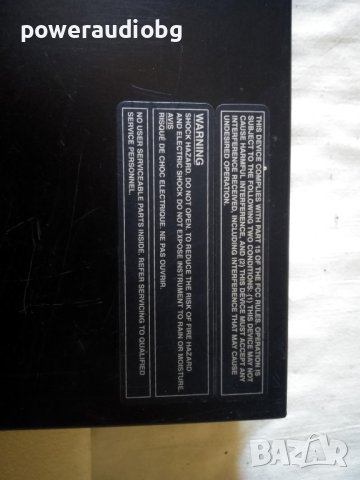 poweraudiobg
THIS DEVICE COMPLIES WITH PART 15 OF THE FCC RULES. OPERATION IS
SUBJECT TO THE FOLLOWING TWO CONDITIONS: (1) THIS DEVICE MAY NOT
CAUSE HARMFUL INTERFERENCE, AND (2) THIS DEVICE MUST ACCEPT ANY
INTERFERENCE RECEIVED, INCLUDING INTERFERENCE THAT MAY CAUSE
UNDESIRED OPERATION.
WARNING
SHOCK HAZARD. DO NOT OPEN. TO REDUCE THE RISK OF FIRE HAZARD
AND ELECTRIC SHOCK DO NOT EXPOSE INSTRUMENT TO RAIN OR MOISTURE.
AVIS
RISQUÉ DE CHOC ELECTRIQUE. NE PAS OUVRIR.
NO USER SERVICEABLE PARTS INSIDE. REFER SERVICING TO QUALIFIED
SERVICE PERSONNEL.
BAZAR